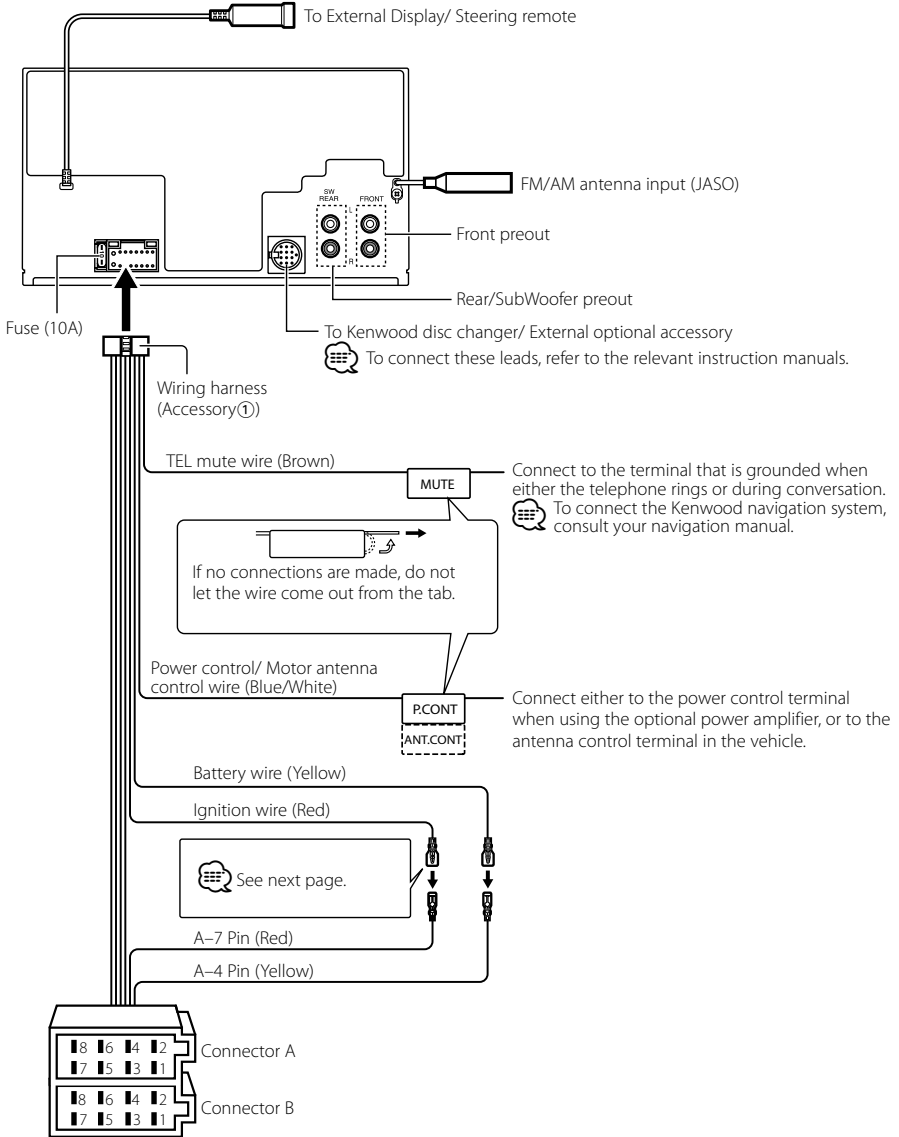 To External Display/ Steering remote
FM/AM antenna input (JASO)
SW
REAR
FRONT
L
R
Front preout
Rear/SubWoofer preout
Fuse (10A)
To Kenwood disc changer/ External optional accessory
To connect these leads, refer to the relevant instruction manuals.
Wiring harness
(Accessory①)
TEL mute wire (Brown)
MUTE
Connect to the terminal that is grounded when
either the telephone rings or during conversation.
To connect the Kenwood navigation system,
consult your navigation manual.
If no connections are made, do not
let the wire come out from the tab.
Power control/ Motor antenna
control wire (Blue/White)
P.CONT
ANT.CONT
Connect either to the power control terminal
when using the optional power amplifier, or to the
antenna control terminal in the vehicle.
Battery wire (Yellow)
Ignition wire (Red)
See next page.
A–7 Pin (Red)
A–4 Pin (Yellow)
8 6 4 2
7 5 3 1
Connector A
8 6 4 2
7 5 3 1
Connector B